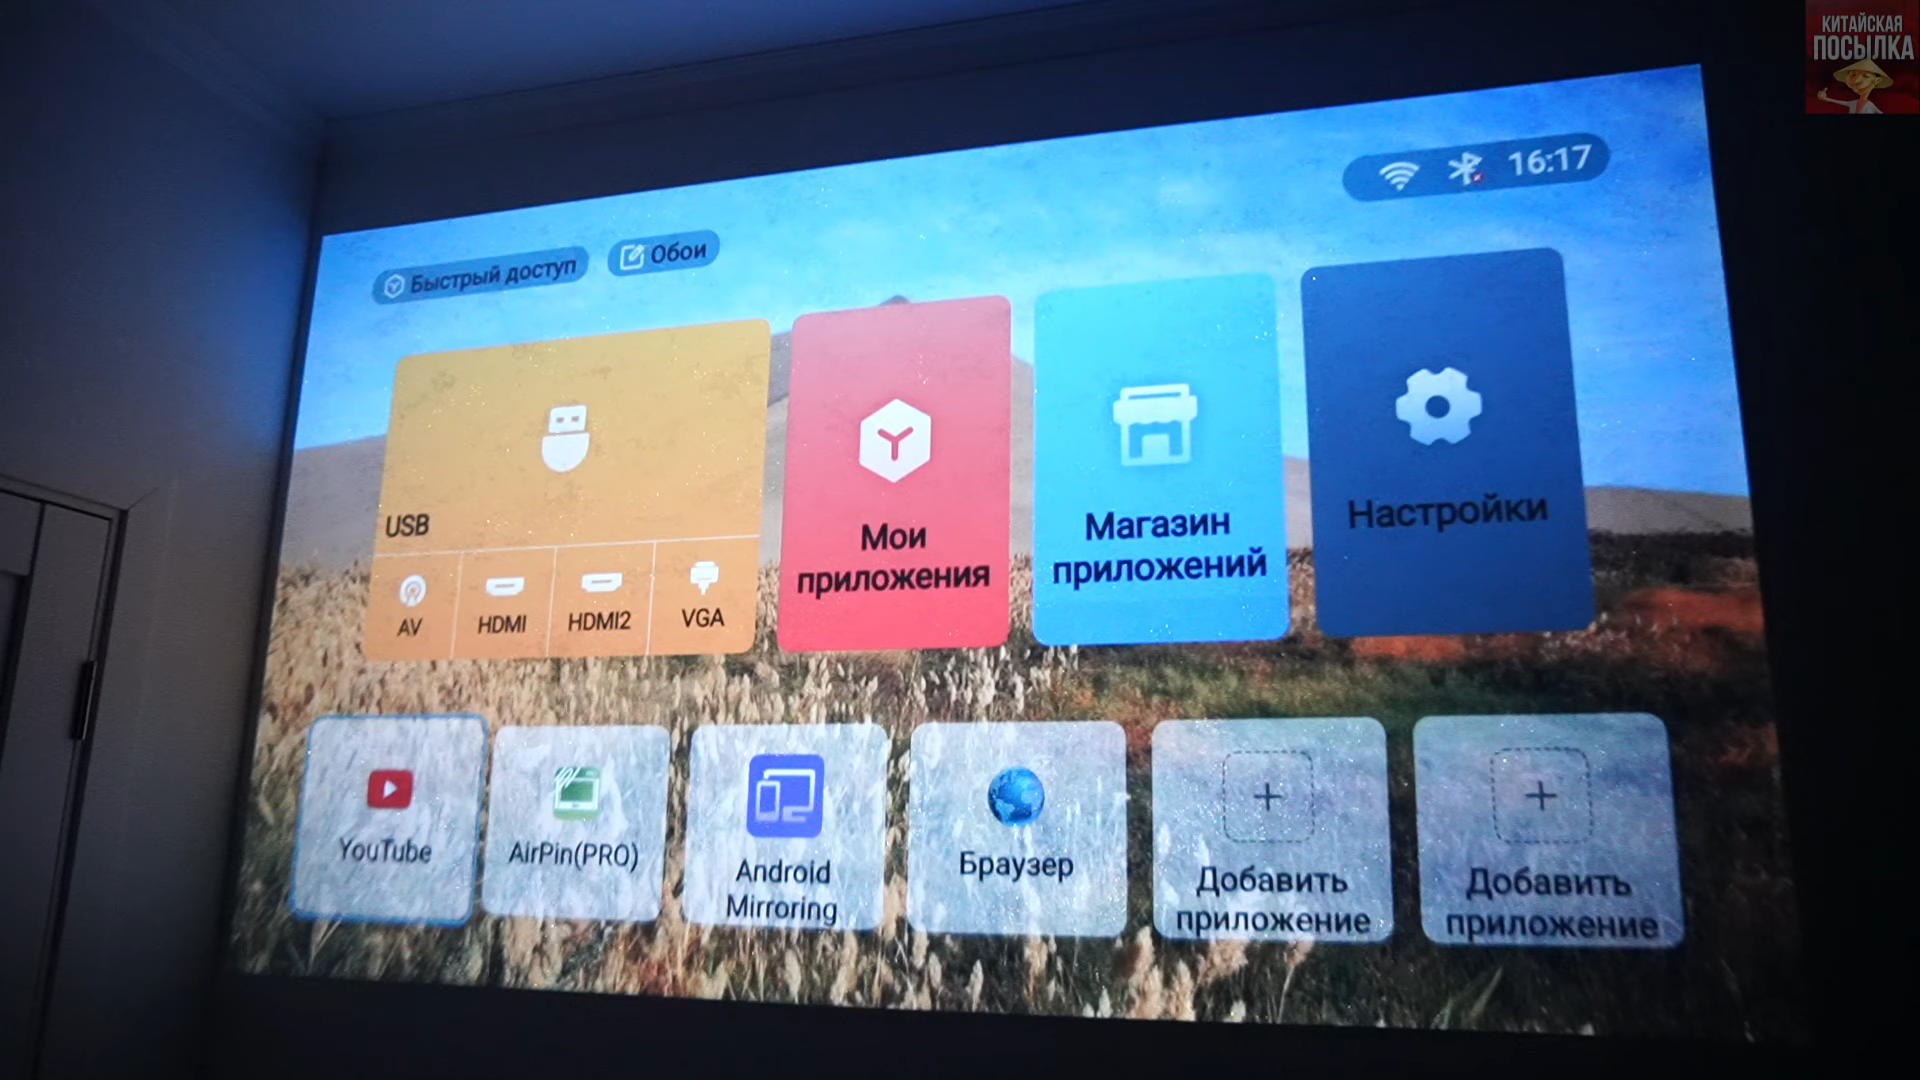 КИТАЙСКАЯ
ПОСЫЛКА
16:17
Быстрый доступ
Обои
USB
AV
HDMI
HDMI2
VGA
Мои
приложения
Магазин
приложений
Настройки
YouTube
AirPin(PRO)
Android
Mirroring
Браузер
Добавить
приложение
Добавить
приложение